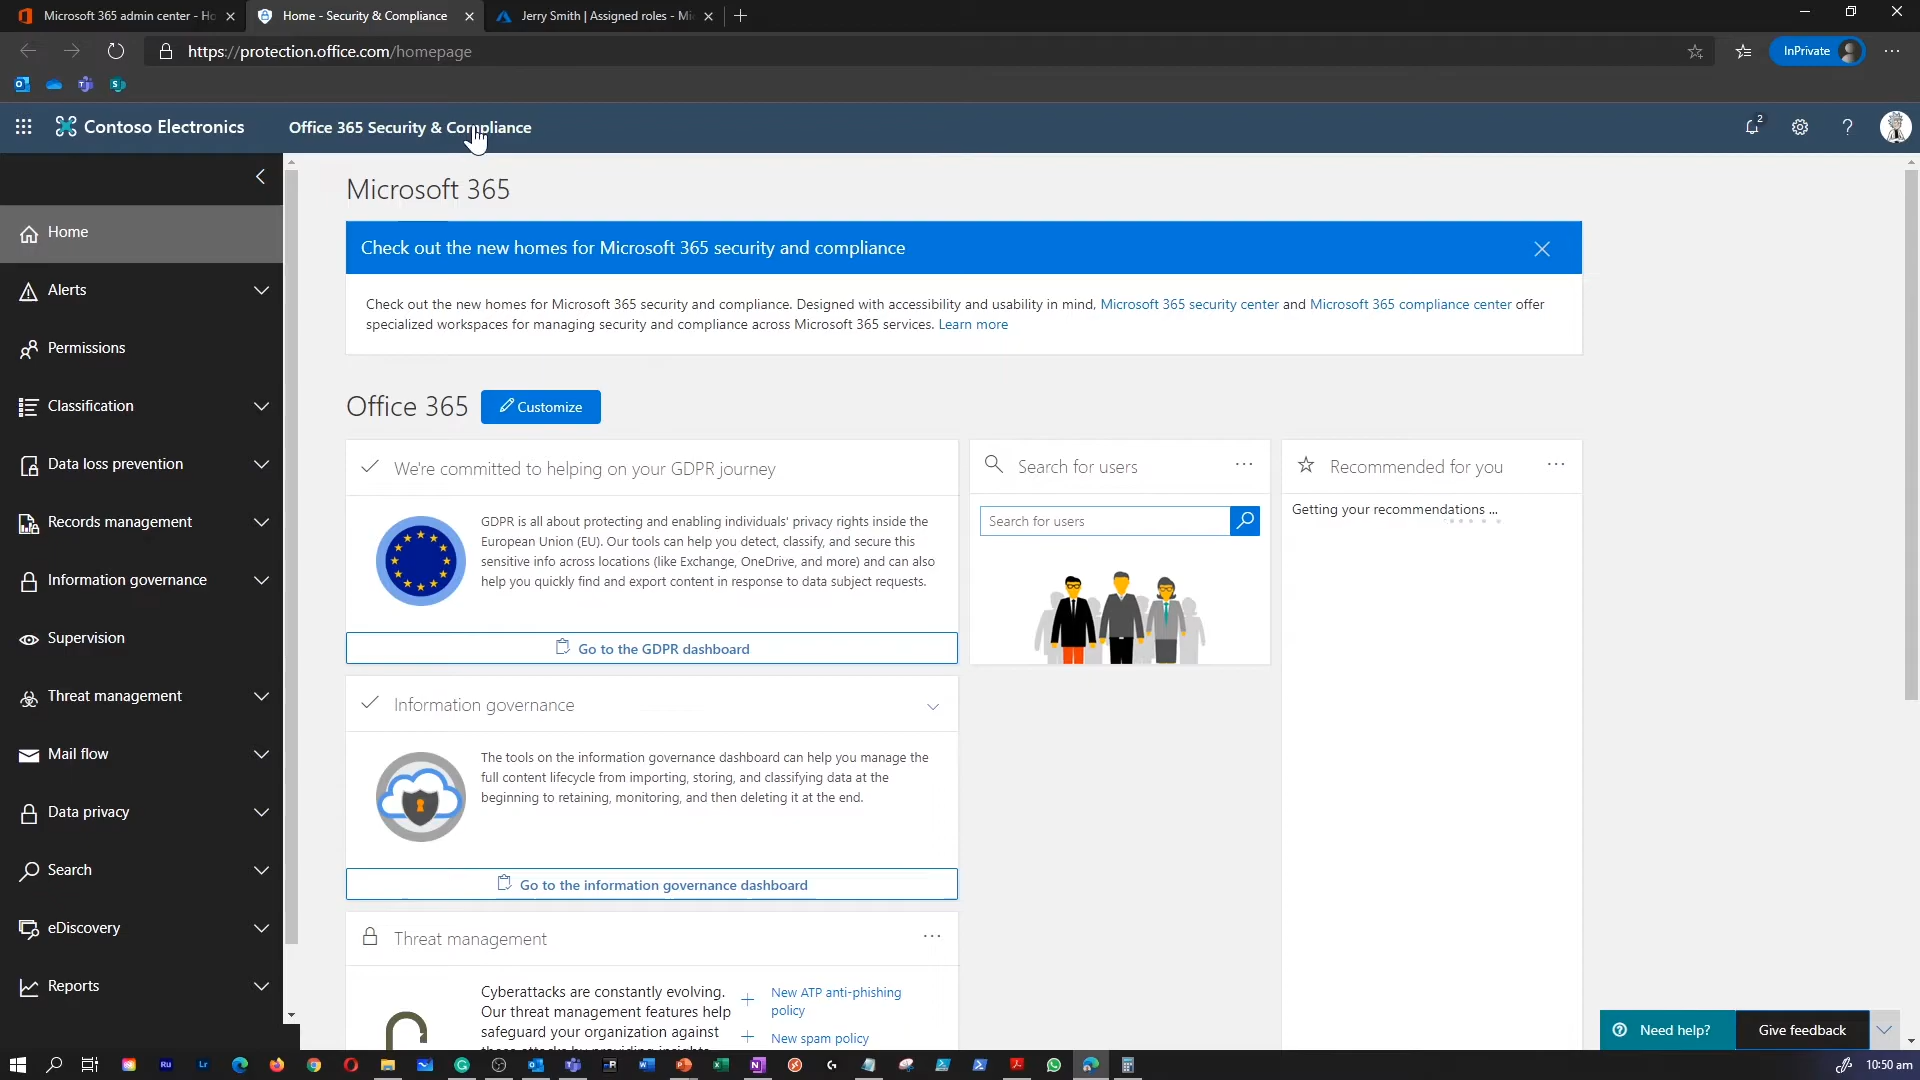 Microsoft 365 admin center - Ho
Home - Security & Compliance
Jerry Smith | Assigned roles - Mi
https://protection.office.com/homepage
InPrivate
Contoso Electronics
Office 365 Security & Compliance
2
Home
Alerts
Permissions
Classification
Data loss prevention
Records management
Information governance
Supervision
Threat management
Mail flow
Data privacy
Search
eDiscovery
Reports
Microsoft 365
Check out the new homes for Microsoft 365 security and compliance
Check out the new homes for Microsoft 365 security and compliance. Designed with accessibility and usability in mind, Microsoft 365 security center and Microsoft 365 compliance center offer
specialized workspaces for managing security and compliance across Microsoft 365 services. Learn more
Office 365
Customize
We're committed to helping on your GDPR journey
GDPR is all about protecting and enabling individuals' privacy rights inside the
European Union (EU). Our tools can help you detect, classify, and secure this
sensitive info across locations (like Exchange, OneDrive, and more) and can also
help you quickly find and export content in response to data subject requests.
Go to the GDPR dashboard
Information governance
The tools on the information governance dashboard can help you manage the
full content lifecycle from importing, storing, and classifying data at the
beginning to retaining, monitoring, and then deleting it at the end.
Go to the information governance dashboard
Threat management
Cyberattacks are constantly evolving.
Our threat management features help
safeguard your organization against
New ATP anti-phishing
policy
New spam policy
Search for users
Search for users
Recommended for you
Getting your recommendations ...
Need help?
Give feedback
10:50 am